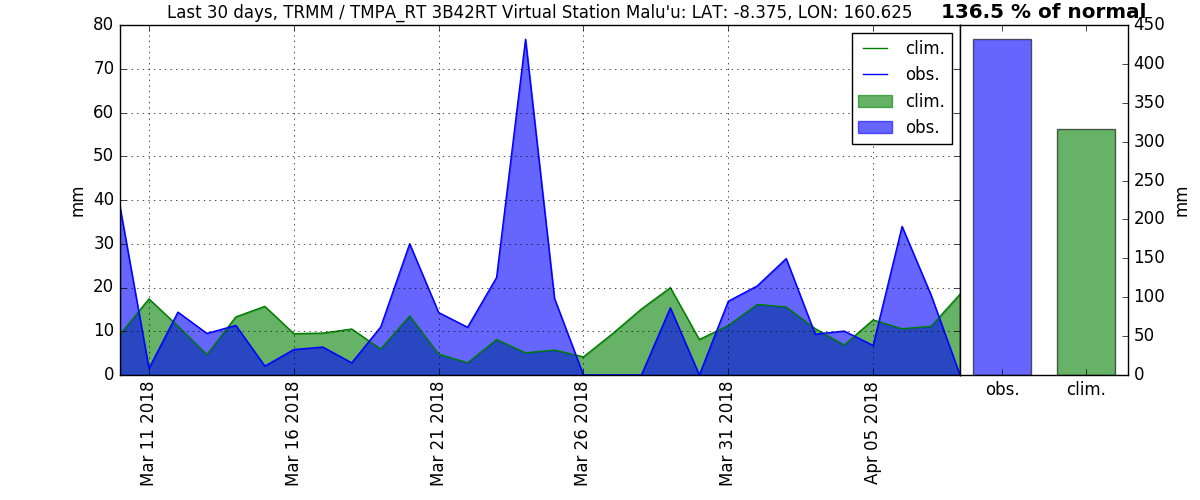 Last 30 days, TRMM / TMPA_RT 3B42RT Virtual Station Malu'u: LAT: -8.375, LON: 160.625
136.5 % of normal
80
70
60
50
40
30
20
10
0
mm
clim.
obs.
clim.
obs.
Mar 11 2018
Mar 16 2018
Mar 21 2018
Mar 26 2018
Mar 31 2018
Apr 05 2018
450
400
350
300
250
200
150
100
50
0
mm
obs.
clim.